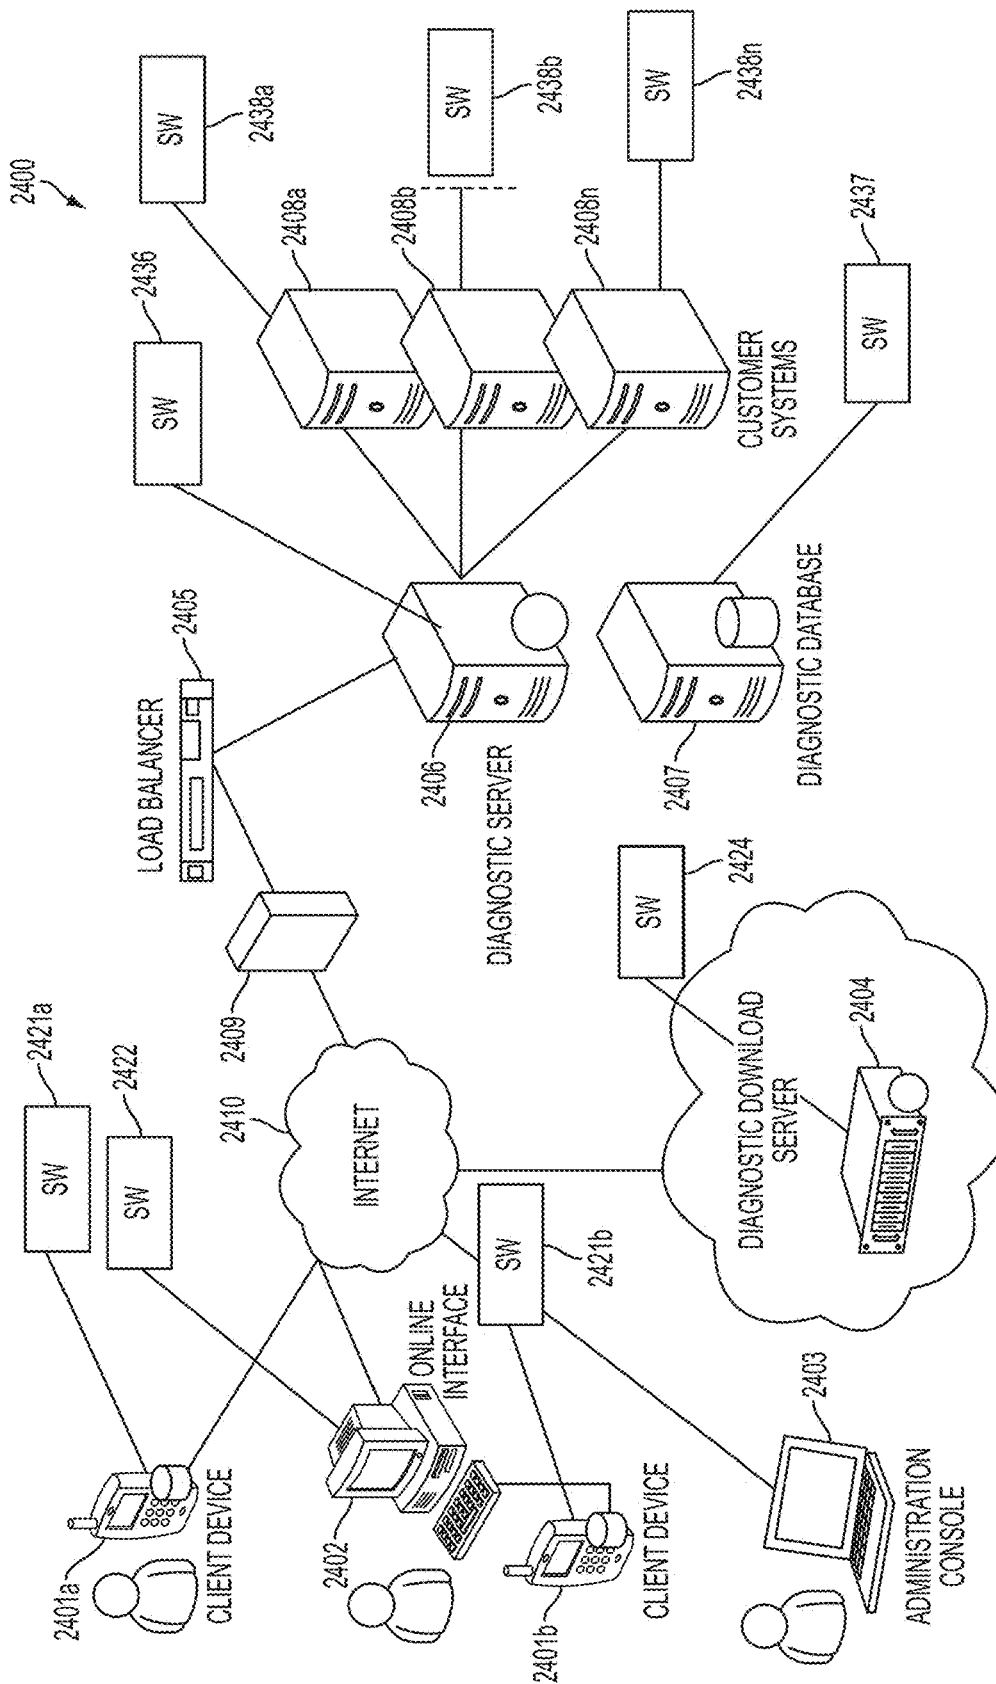 2400
2401a
CLIENT DEVICE
SW
2421a
SW
2422
2402
ONLINE
INTERFACE
2401b
CLIENT DEVICE
SW
2421b
2403
ADMINISTRATION
CONSOLE
INTERNET
2410
2409
LOAD BALANCER
2405
DIAGNOSTIC DOWNLOAD
SERVER
2404
SW
2424
DIAGNOSTIC SERVER
2406
SW
2436
2407
DIAGNOSTIC DATABASE
SW
2437
2408a
2408b
2408n
CUSTOMER
SYSTEMS
SW
2438a
SW
2438b
SW
2438n